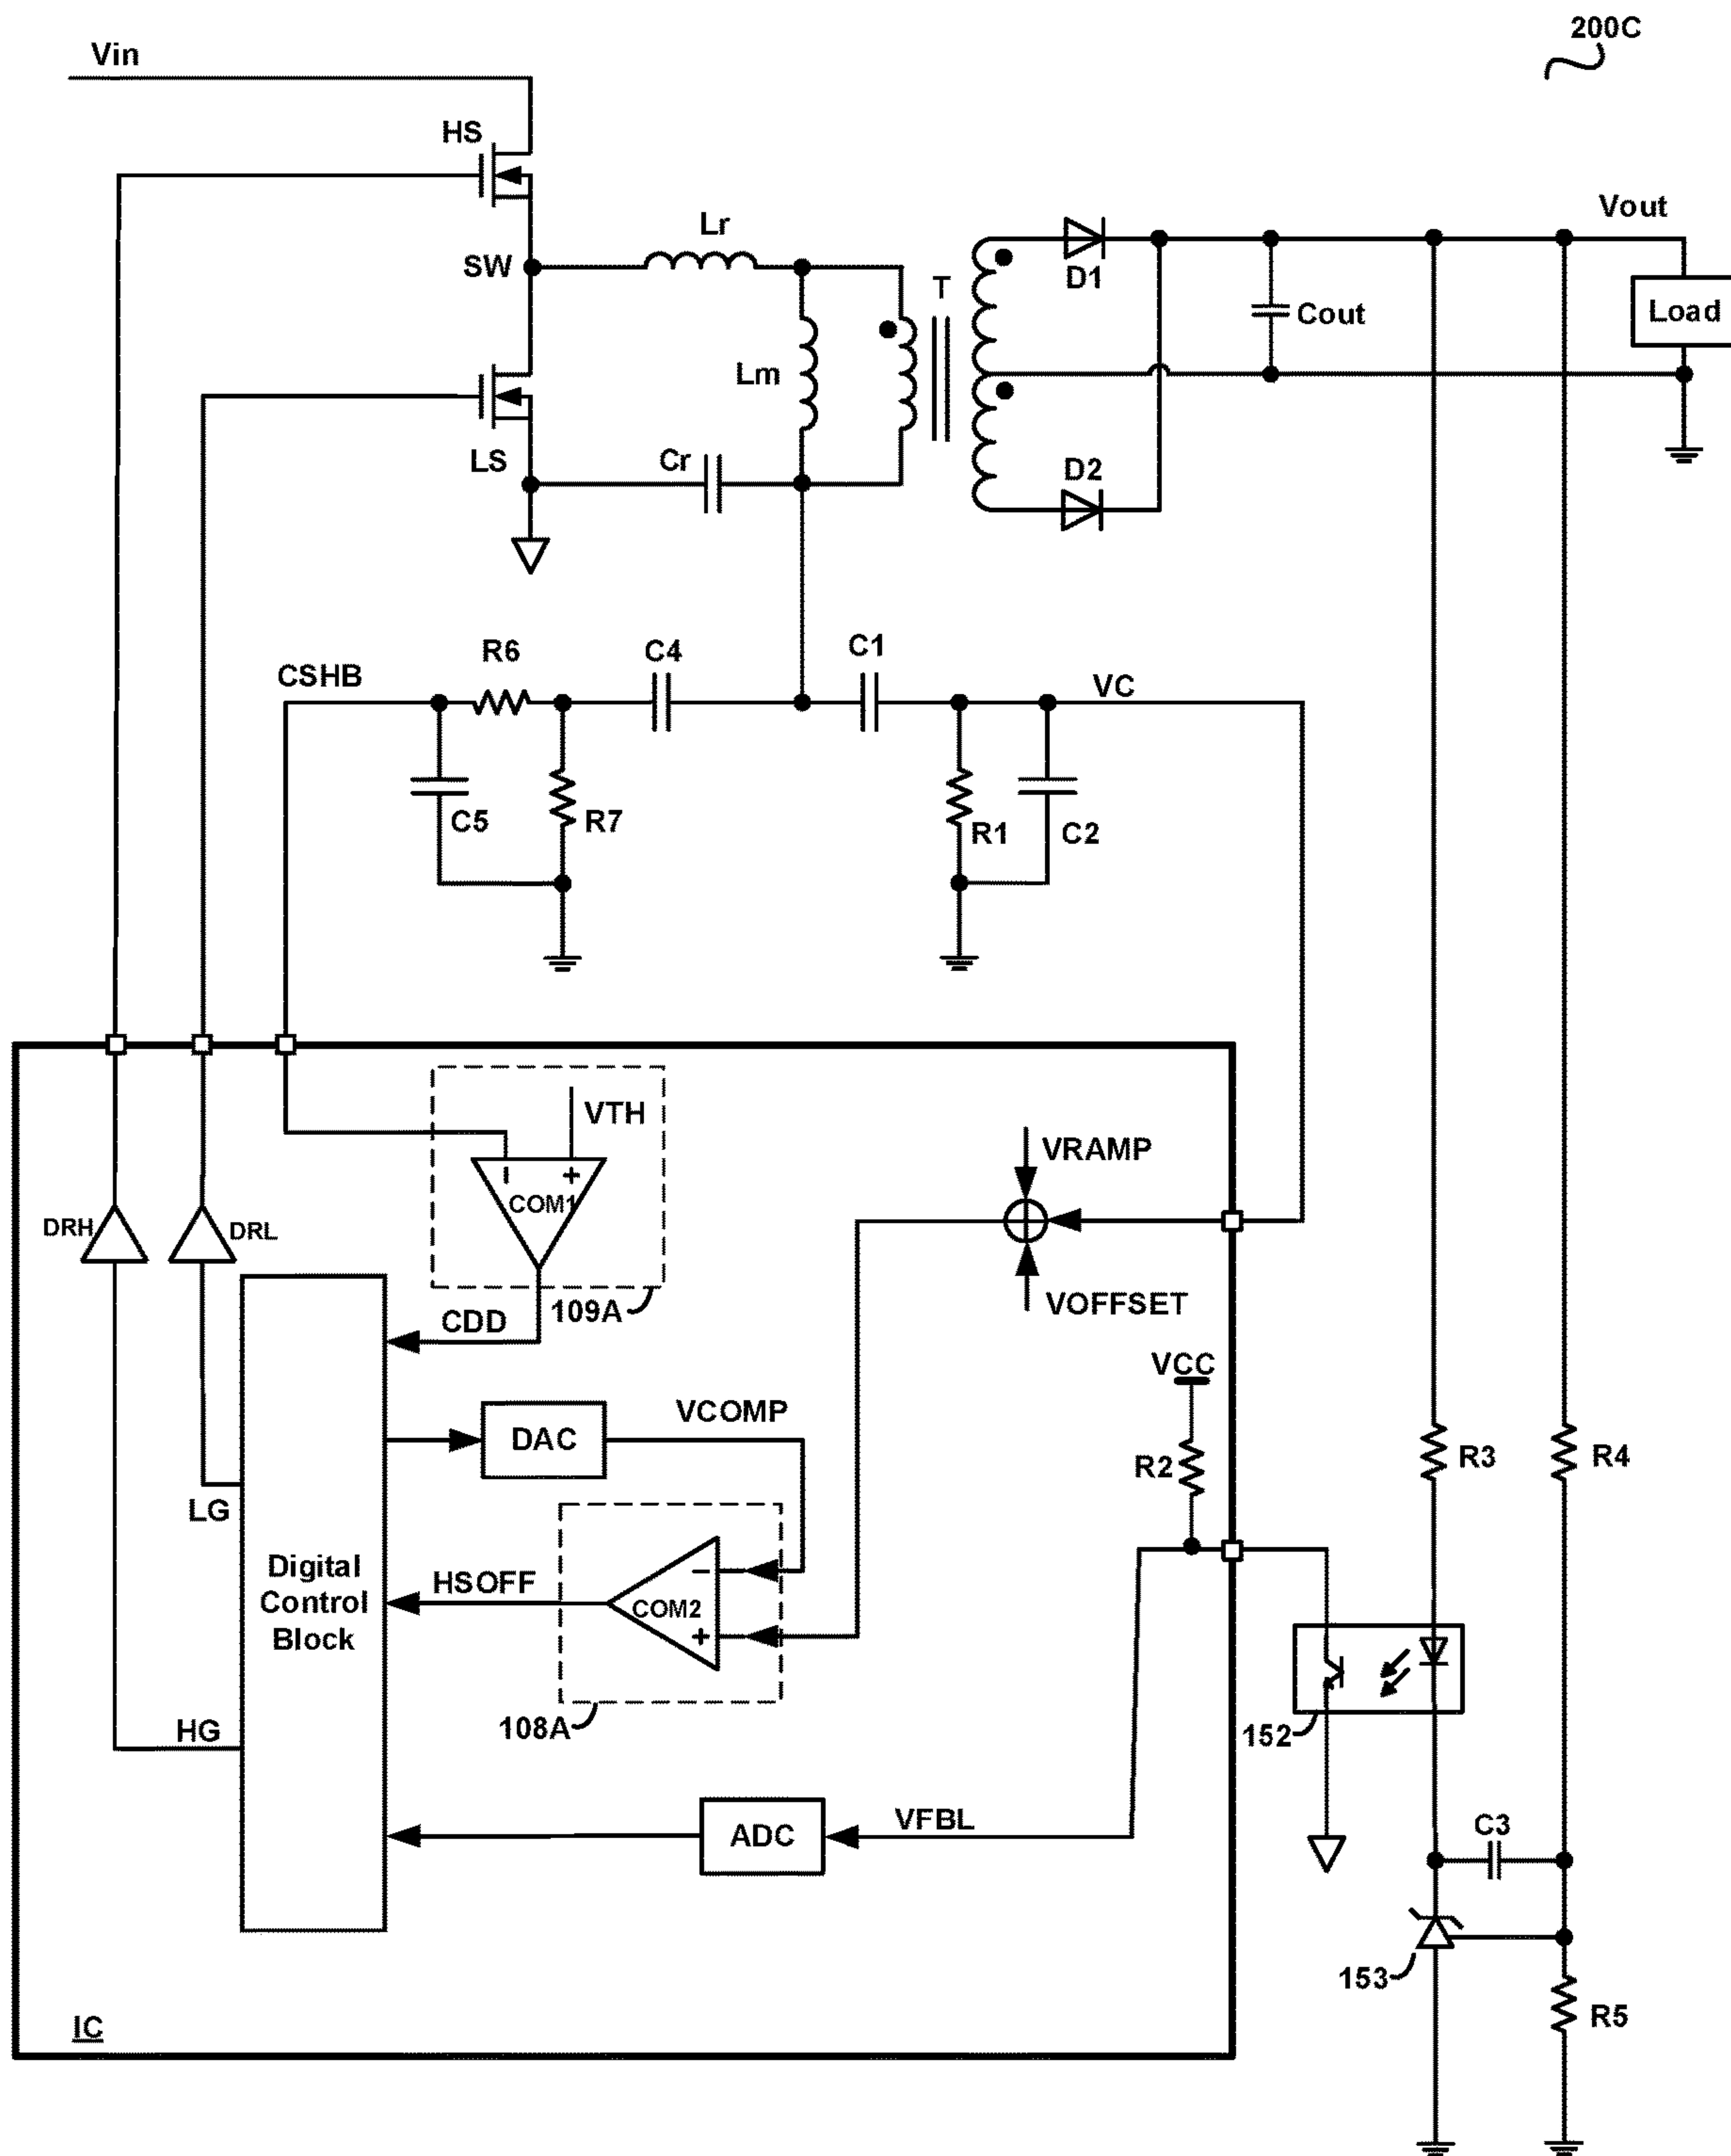 200C
Vin
HS
Lr
Vout
SW
T
D1
Load
Cout
Lm
LS
Cr
D2
C1
R6
C4
CSHB
VC
C5
R7
R1
C2
VTH
- +
COM1
VRAMP
DRH
DRL
109A
VOFFSET
CDD
VCC
VCOMP
DAC
R2
R3
R4
LG
Digital
Control
Block
HSOFF
-
COM2
+
HG
108A
152
ADC
VFBL
C3
153
R5
IC